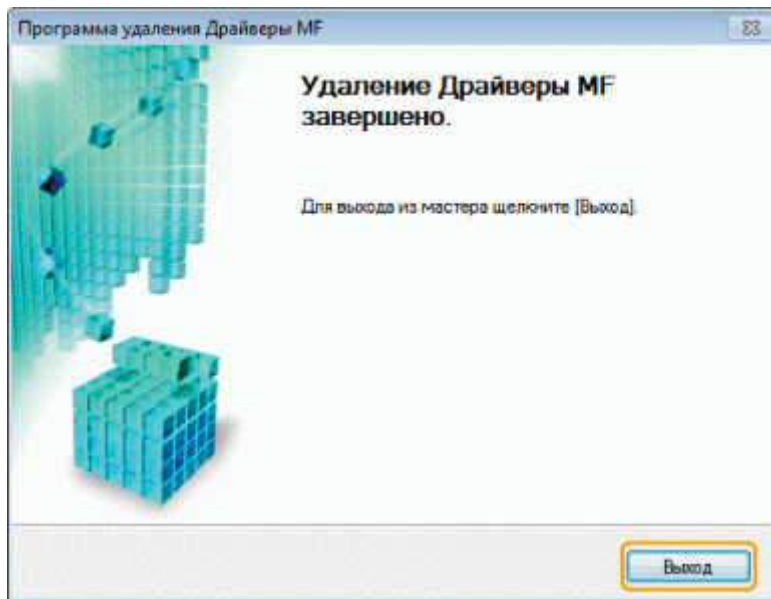 Программа удаления Драйверы MF
Удаление Драйверы MF
завершено.
Для выхода из мастера щелкните [Выход].
Выход